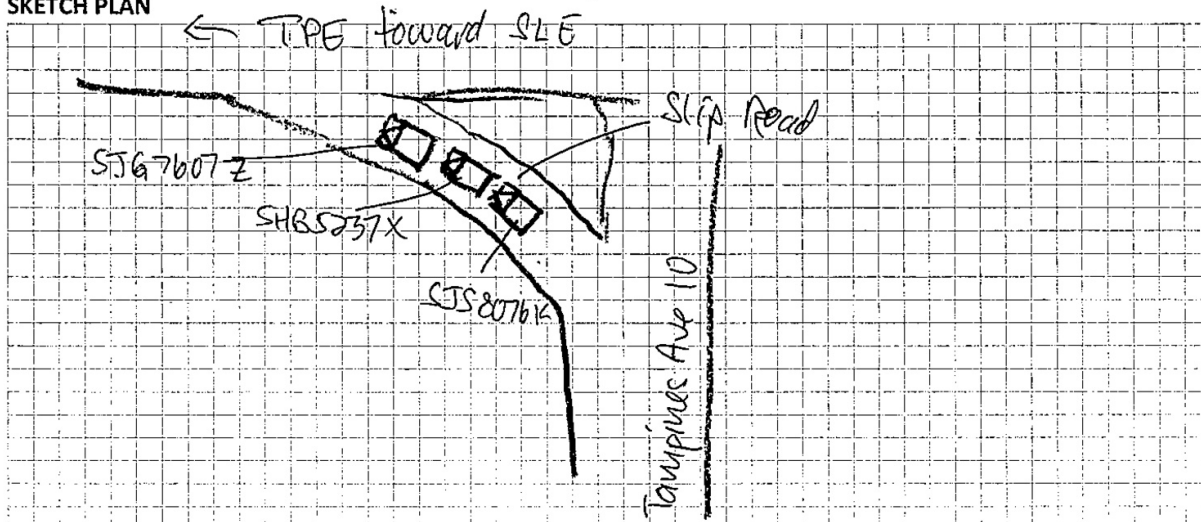 SKETCH PLAN
← TPE toward SLE
Slip Road
SJG7607Z
SHB5237X
SJS8076K
Tampines Ave 10